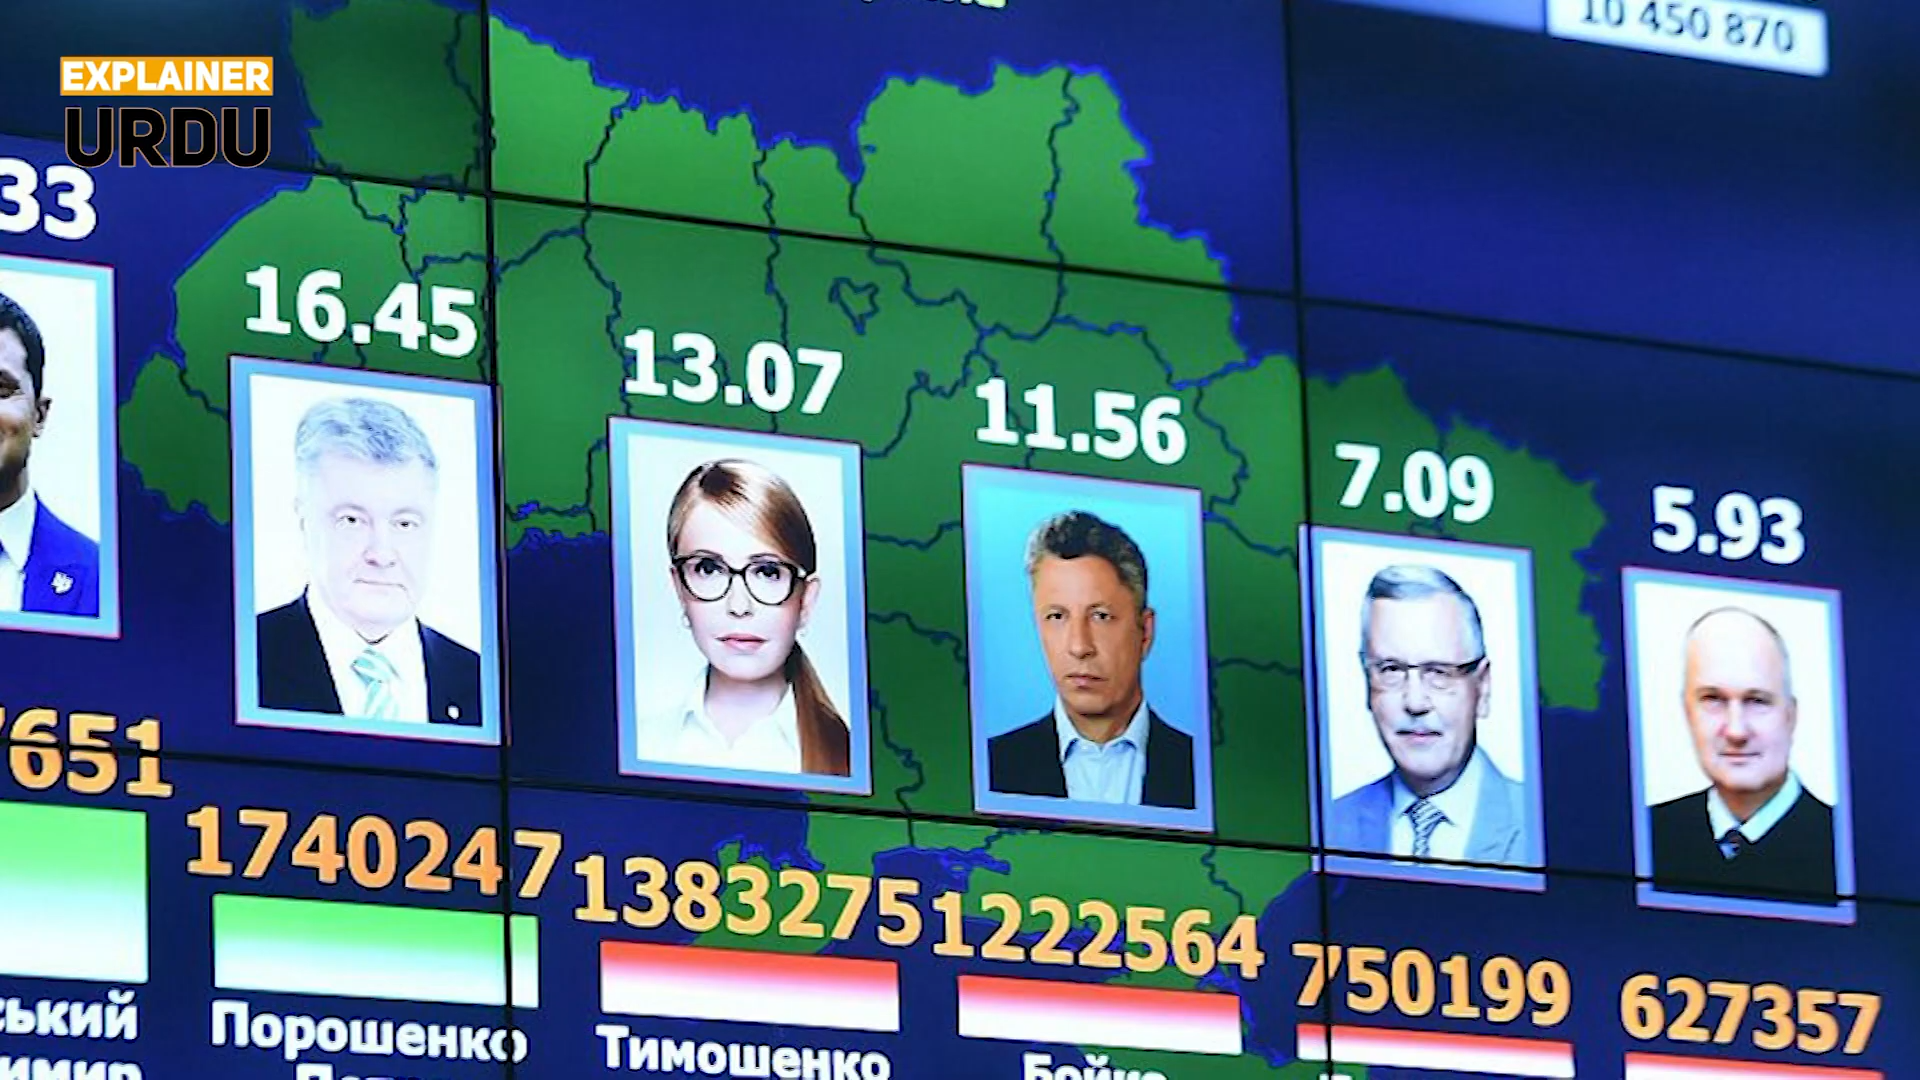 10 450 870
EXPLAINER
URDU
33
16.45
13.07
11.56
7.09
5.93
7651
1740247
1383275
1222564
750199
627357
ський
Порошенко
Тимошенко
Бойко